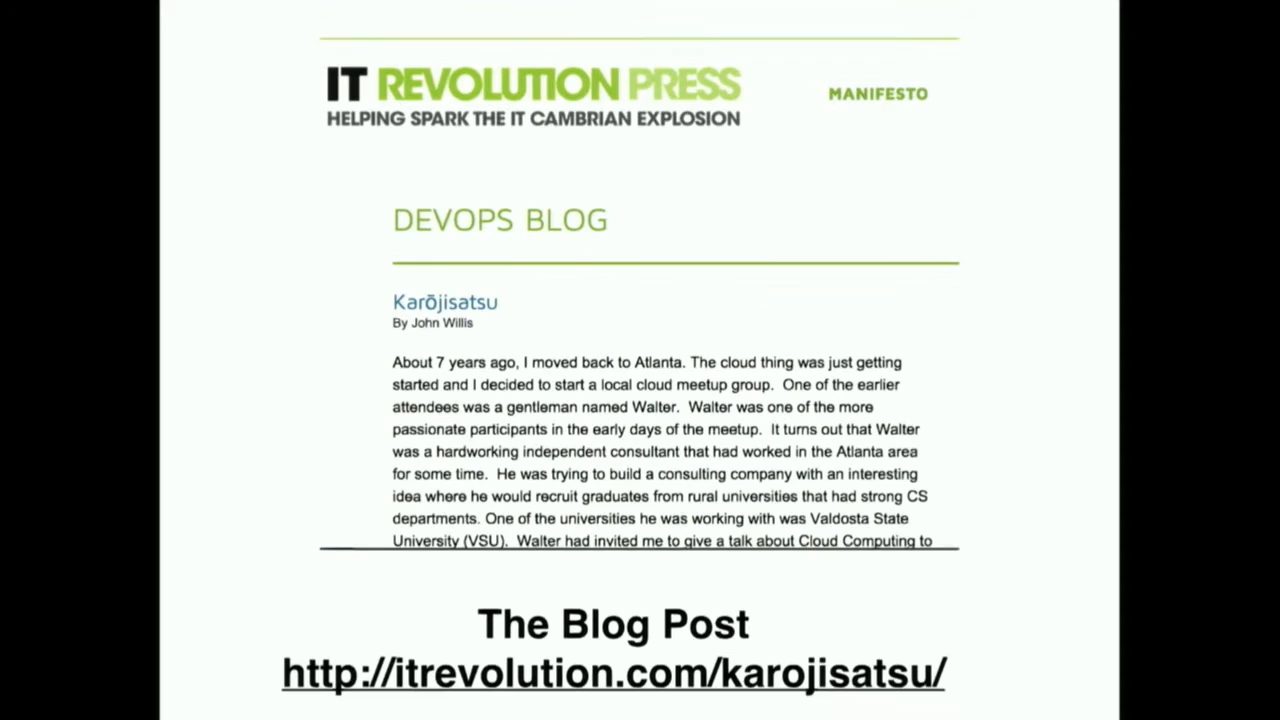 IT REVOLUTION PRESS
HELPING SPARK THE IT CAMBRIAN EXPLOSION
MANIFESTO
DEVOPS BLOG
Karōjisatsu
By John Willis
About 7 years ago, I moved back to Atlanta. The cloud thing was just getting
started and I decided to start a local cloud meetup group. One of the earlier
attendees was a gentleman named Walter. Walter was one of the more
passionate participants in the early days of the meetup. It turns out that Walter
was a hardworking independent consultant that had worked in the Atlanta area
for some time. He was trying to build a consulting company with an interesting
idea where he would recruit graduates from rural universities that had strong CS
departments. One of the universities he was working with was Valdosta State
University (VSU). Walter had invited me to give a talk about Cloud Computing to
The Blog Post
http://itrevolution.com/karojisatsu/